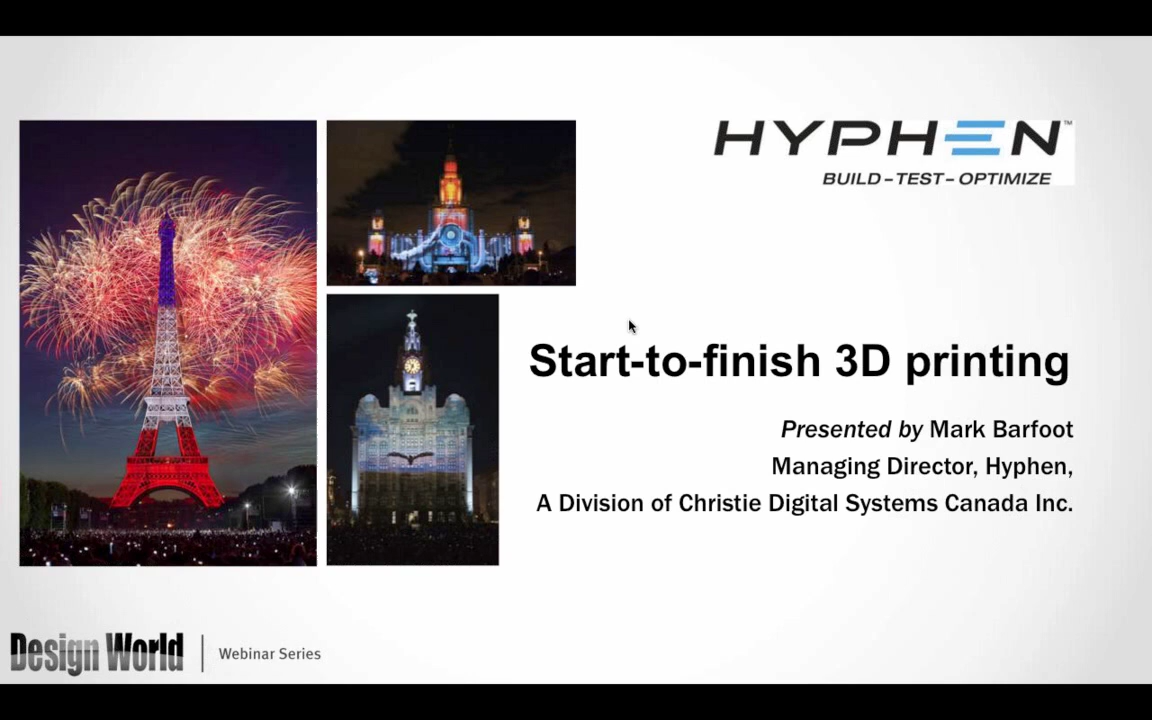 HYPHEN™
BUILD – TEST – OPTIMIZE
Start-to-finish 3D printing
Presented by Mark Barfoot
Managing Director, Hyphen,
A Division of Christie Digital Systems Canada Inc.
Design World
Webinar Series